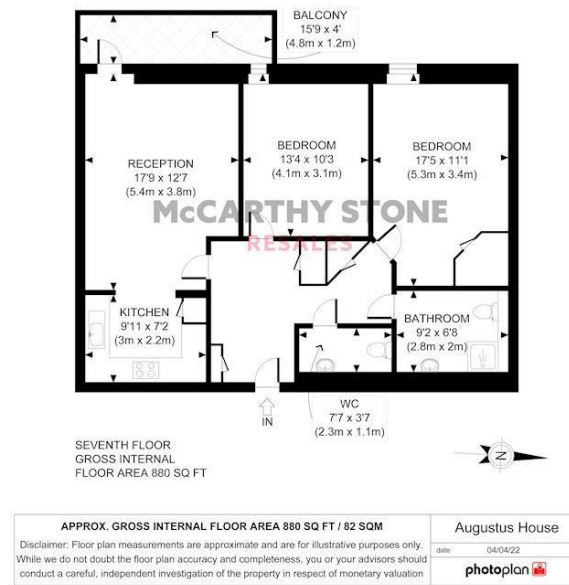 BALCONY
15'9 x 4'
(4.8m x 1.2m)
RECEPTION
17'9 x 12'7
(5.4m x 3.8m)
BEDROOM
13'4 x 10'3
(4.1m x 3.1m)
BEDROOM
17'5 x 11'1
(5.3m x 3.4m)
McCARTHY STONE
RESALES
KITCHEN
9'11 x 7'2
(3m x 2.2m)
BATHROOM
9'2 x 6'8
(2.8m x 2m)
WC
7'7 x 3'7
(2.3m x 1.1m)
IN
SEVENTH FLOOR
GROSS INTERNAL
FLOOR AREA 880 SQ FT
N
APPROX. GROSS INTERNAL FLOOR AREA 880 SQ FT / 82 SQM
Disclaimer: Floor plan measurements are approximate and are for illustrative purposes only.
While we do not doubt the floor plan accuracy and completeness, you or your advisors should
conduct a careful, independent investigation of the property in respect of monetary valuation
Augustus House
date 04/04/22
photoplan